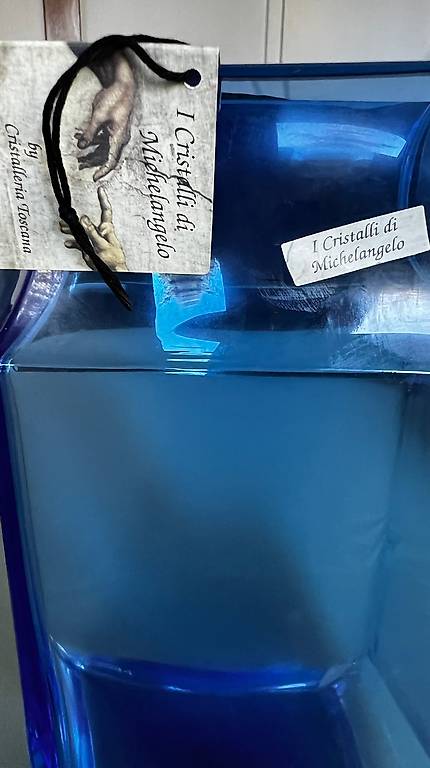 I Cristalli di
Michelangelo
by
Cristalleria Toscana
I Cristalli di
Michelangelo